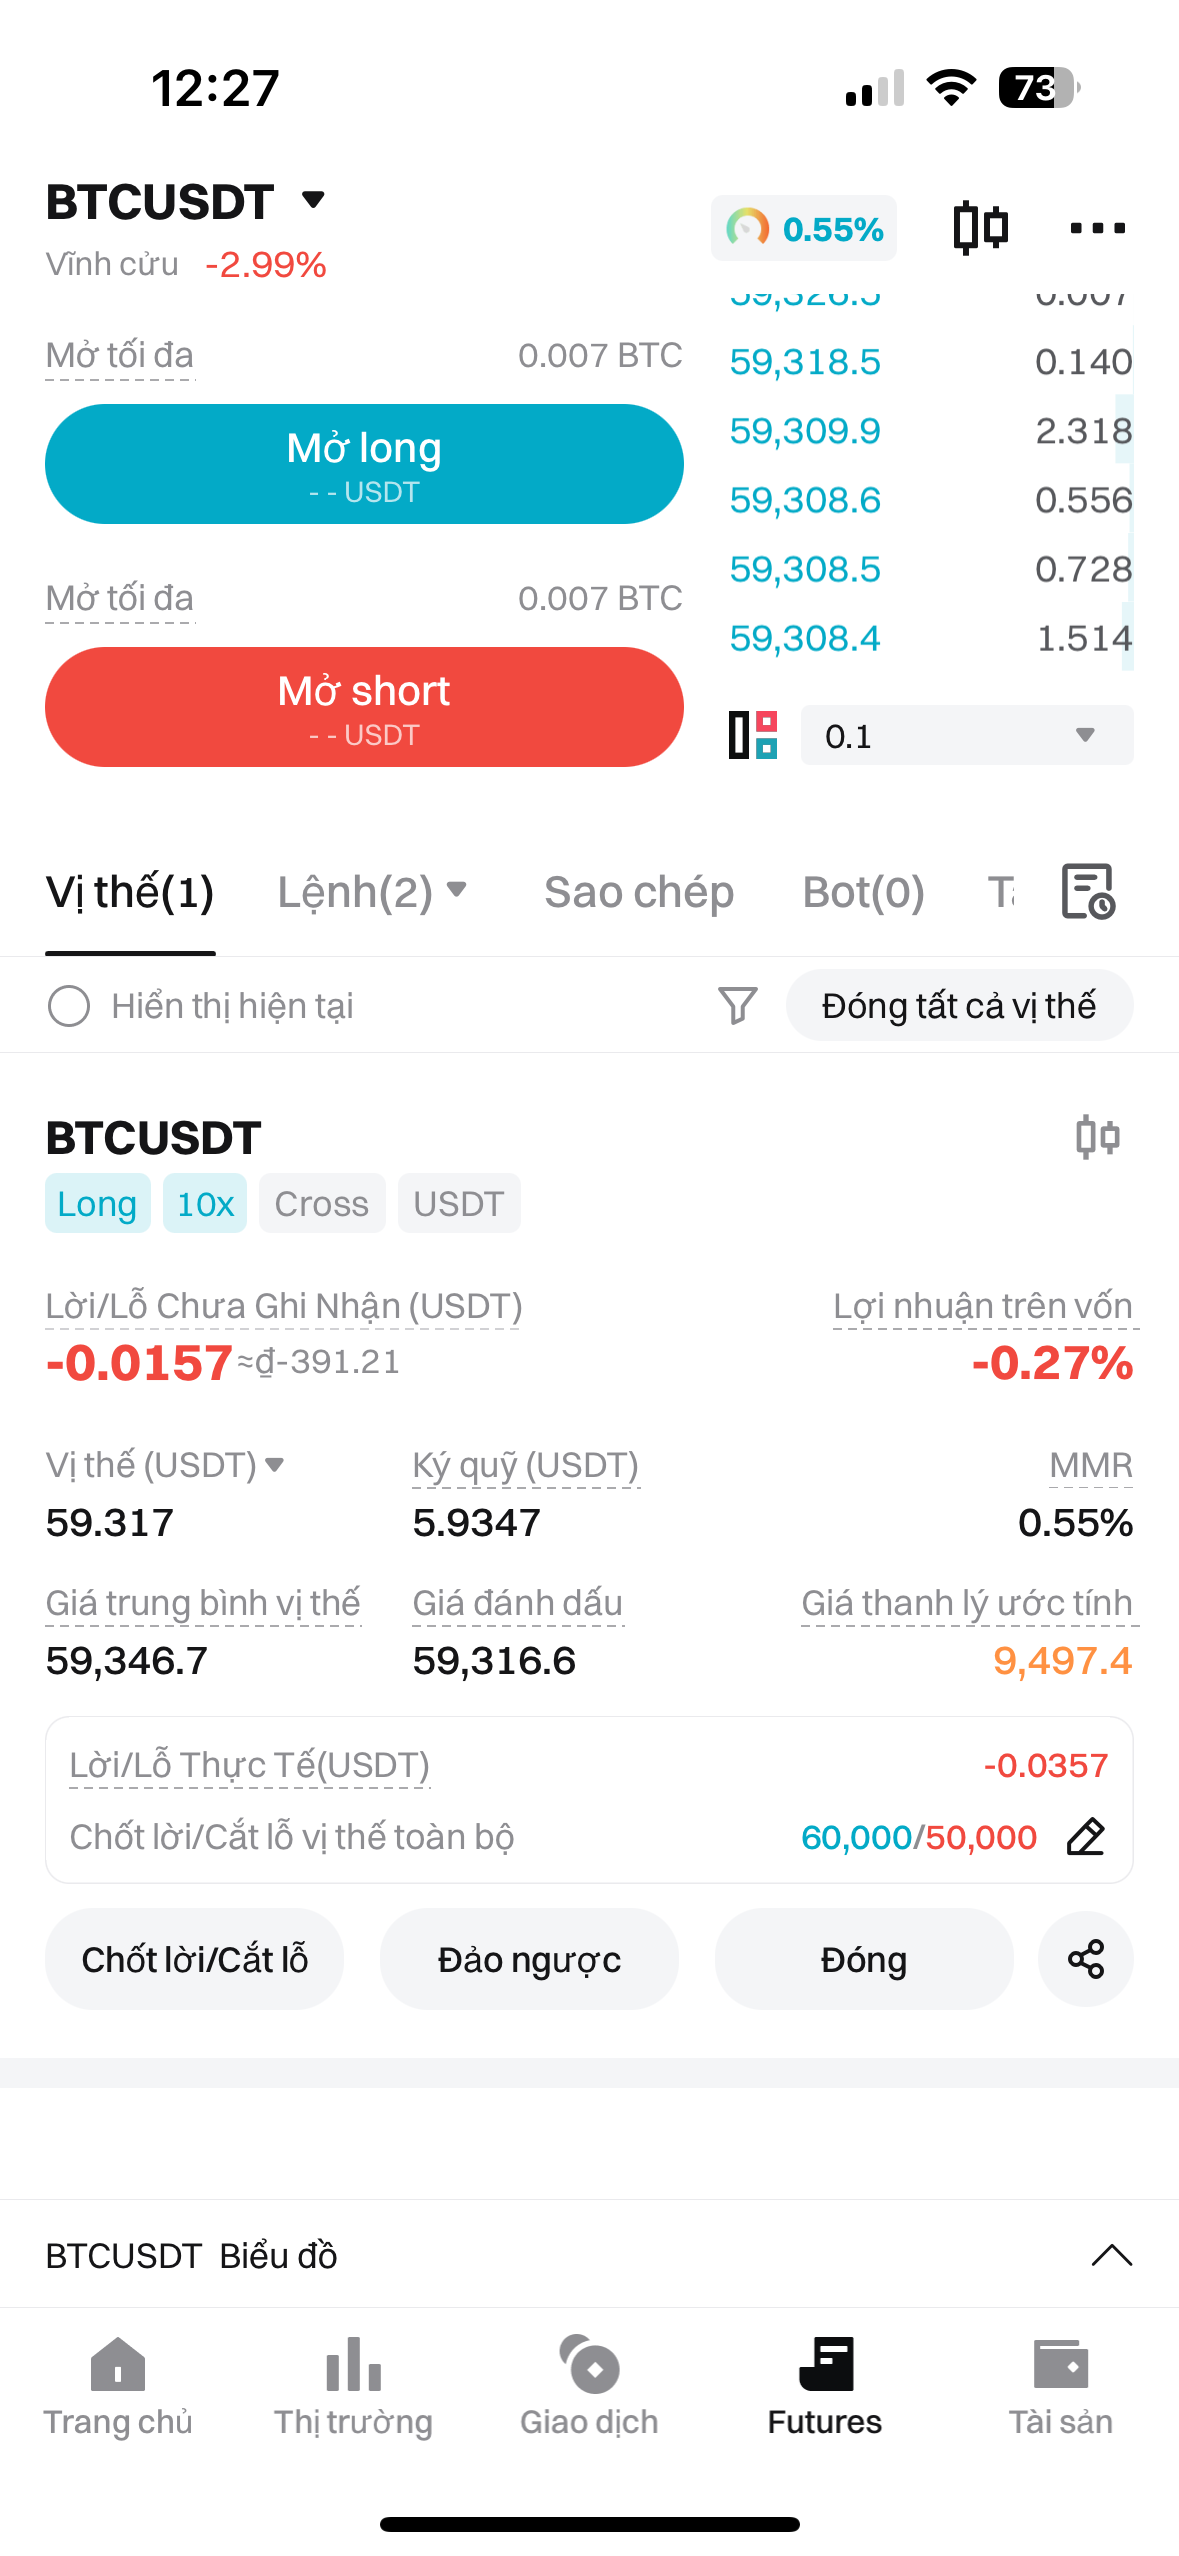 12:27
73
BTCUSDT
Vĩnh cửu -2.99%
0.55%
Mở tối đa 0.007 BTC
Mở long
- - USDT
Mở tối đa 0.007 BTC
Mở short
- - USDT
59,326.5 0.007
59,318.5 0.140
59,309.9 2.318
59,308.6 0.556
59,308.5 0.728
59,308.4 1.514
0.1
Vị thế(1) Lệnh(2) Sao chép Bot(0)
Hiển thị hiện tại Đóng tất cả vị thế
BTCUSDT
Long 10x Cross USDT
Lời/Lỗ Chưa Ghi Nhận (USDT) Lợi nhuận trên vốn
-0.0157 ≈₫-391.21 -0.27%
Vị thế (USDT) Ký quỹ (USDT) MMR
59.317 5.9347 0.55%
Giá trung bình vị thế Giá đánh dấu Giá thanh lý ước tính
59,346.7 59,316.6 9,497.4
Lời/Lỗ Thực Tế(USDT) -0.0357
Chốt lời/Cắt lỗ vị thế toàn bộ 60,000/50,000
Chốt lời/Cắt lỗ Đảo ngược Đóng
BTCUSDT Biểu đồ
Trang chủ Thị trường Giao dịch Futures Tài sản